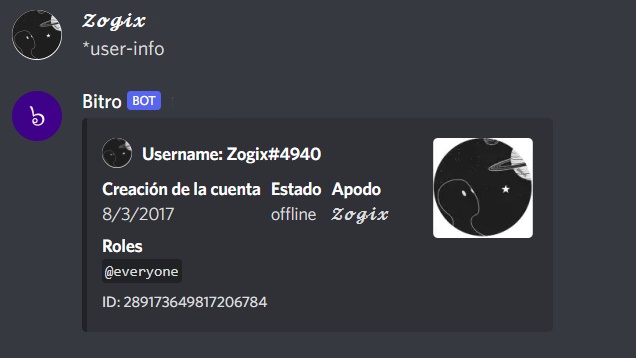 𝓩𝓸𝓰𝓲𝔁
*user-info
Bitro BOT
Username: Zogix#4940
Creación de la cuenta Estado Apodo
8/3/2017 offline 𝓩𝓸𝓰𝓲𝔁
Roles
@everyone
ID: 289173649817206784